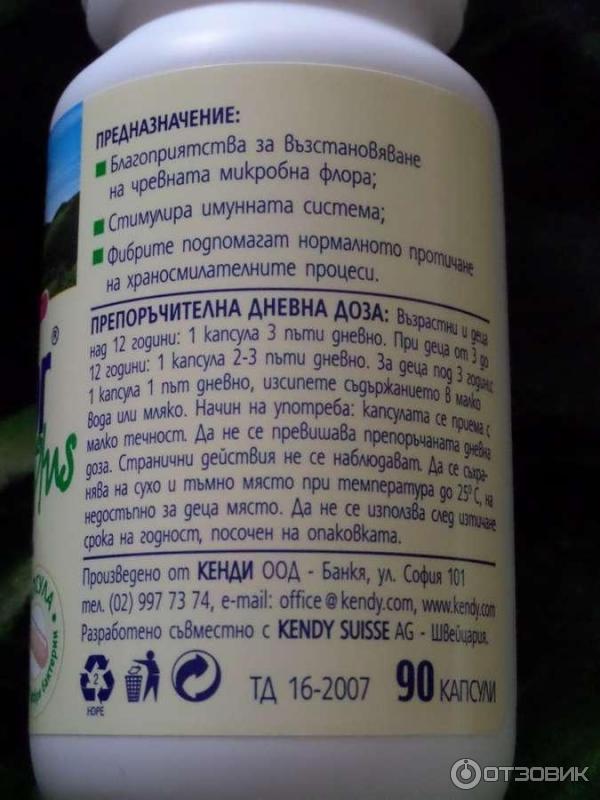 ПРЕДНАЗНАЧЕНИЕ:
Благоприятства за възстановяване
на чревната микробна флора;
Стимулира имунната система;
Фибрите подпомагат нормалното протичане
на храносмилателните процеси.
ПРЕПОРЪЧИТЕЛНА ДНЕВНА ДОЗА: Възрастни и деца
над 12 години: 1 капсула 3 пъти дневно. При деца от 3 до
12 години: 1 капсула 2-3 пъти дневно. За деца под 3 години:
1 капсула 1 път дневно, изсипете съдържанието в малко
вода или мляко. Начин на употреба: капсулата се приема с
малко течност. Да не се превишава препоръчаната дневна
доза. Странични действия не се наблюдават. Да се съхра-
нява на сухо и тъмно място при температура до 25°C, на
недостъпно за деца място. Да не се използва след изтичане
срока на годност, посочен на опаковката.
Произведено от КЕНДИ ООД - Банкя, ул. София 101
тел. (02) 997 73 74, e-mail: office@kendy.com, www.kendy.com
Разработено съвместно с KENDY SUISSE AG - Швейцария.
2
HDPE
ТД 16-2007
90 КАПСУЛИ
®
бактерии
ОТЗОВИК